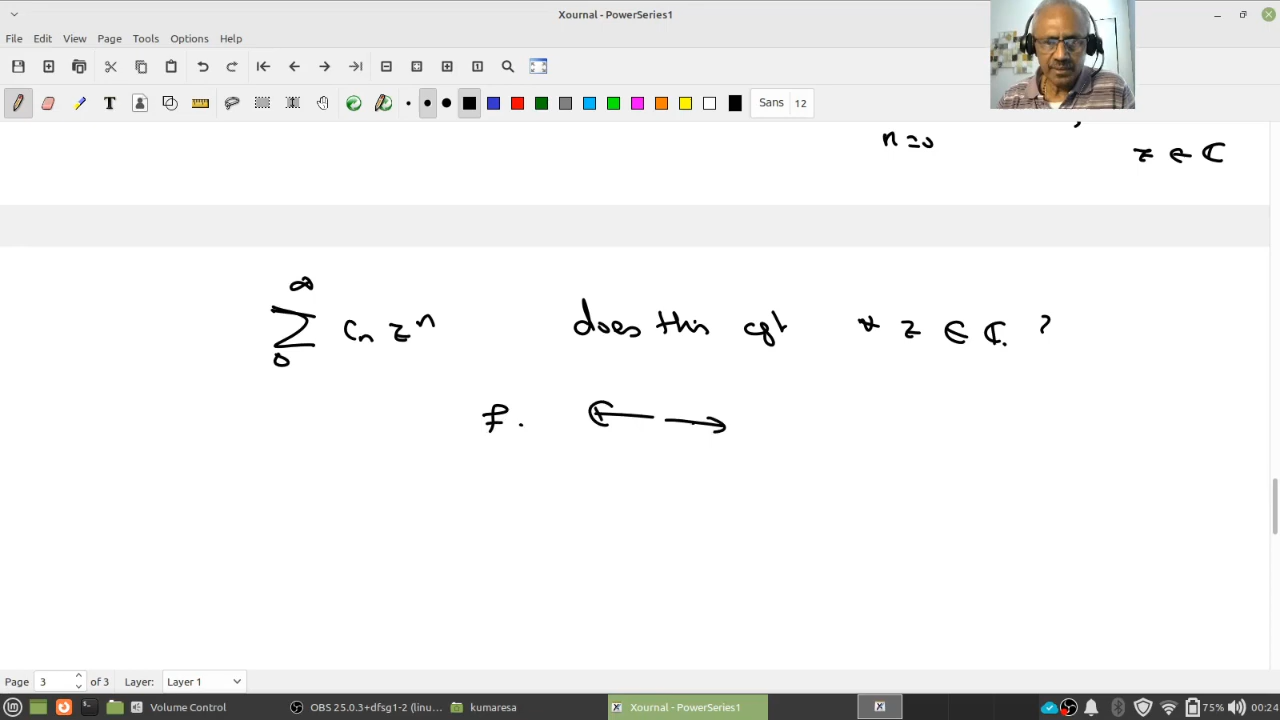 Xournal - PowerSeries1
File Edit View Page Tools Options Help
Sans 12
n = 0
z ∈ ℂ
∞
∑ cₙ zⁿ does this cgt ∀ z ∈ ℂ. ?
0
Page 3 of 3 Layer: Layer 1
Volume Control OBS 25.0.3+dfsg1-2 (linu... kumaresa Xournal - PowerSeries1 75% 00:24